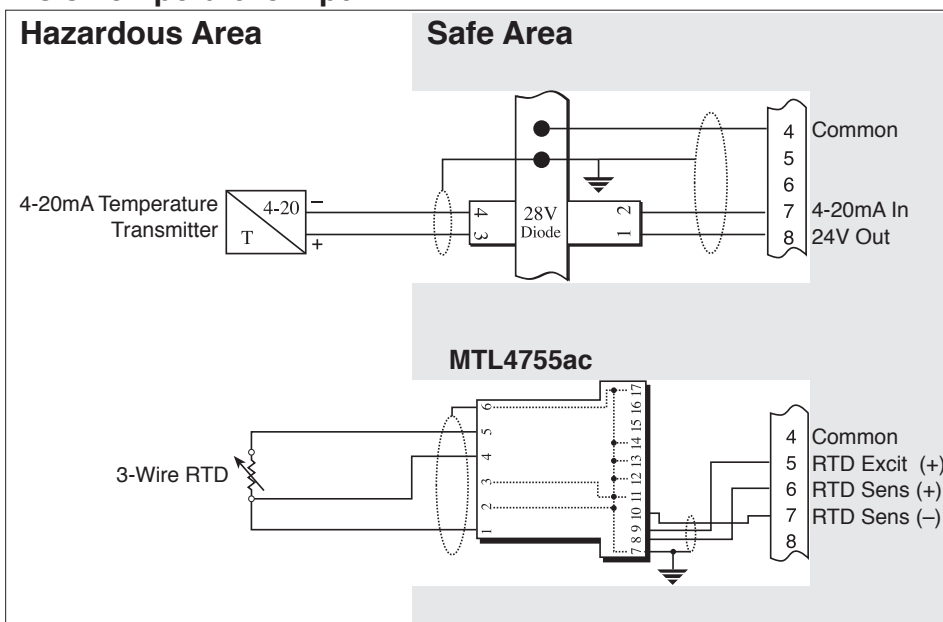 Hazardous Area
Safe Area
4 Common
5
6
7 4-20mA In
8 24V Out
4-20mA Temperature
Transmitter
4-20
T
–
+
4
3
28V
Diode
2
1
MTL4755ac
3-Wire RTD
6
5
4
3
2
1
17
16
15
14
13
12
11
10
9
8
7
4 Common
5 RTD Excit (+)
6 RTD Sens (+)
7 RTD Sens (–)
8